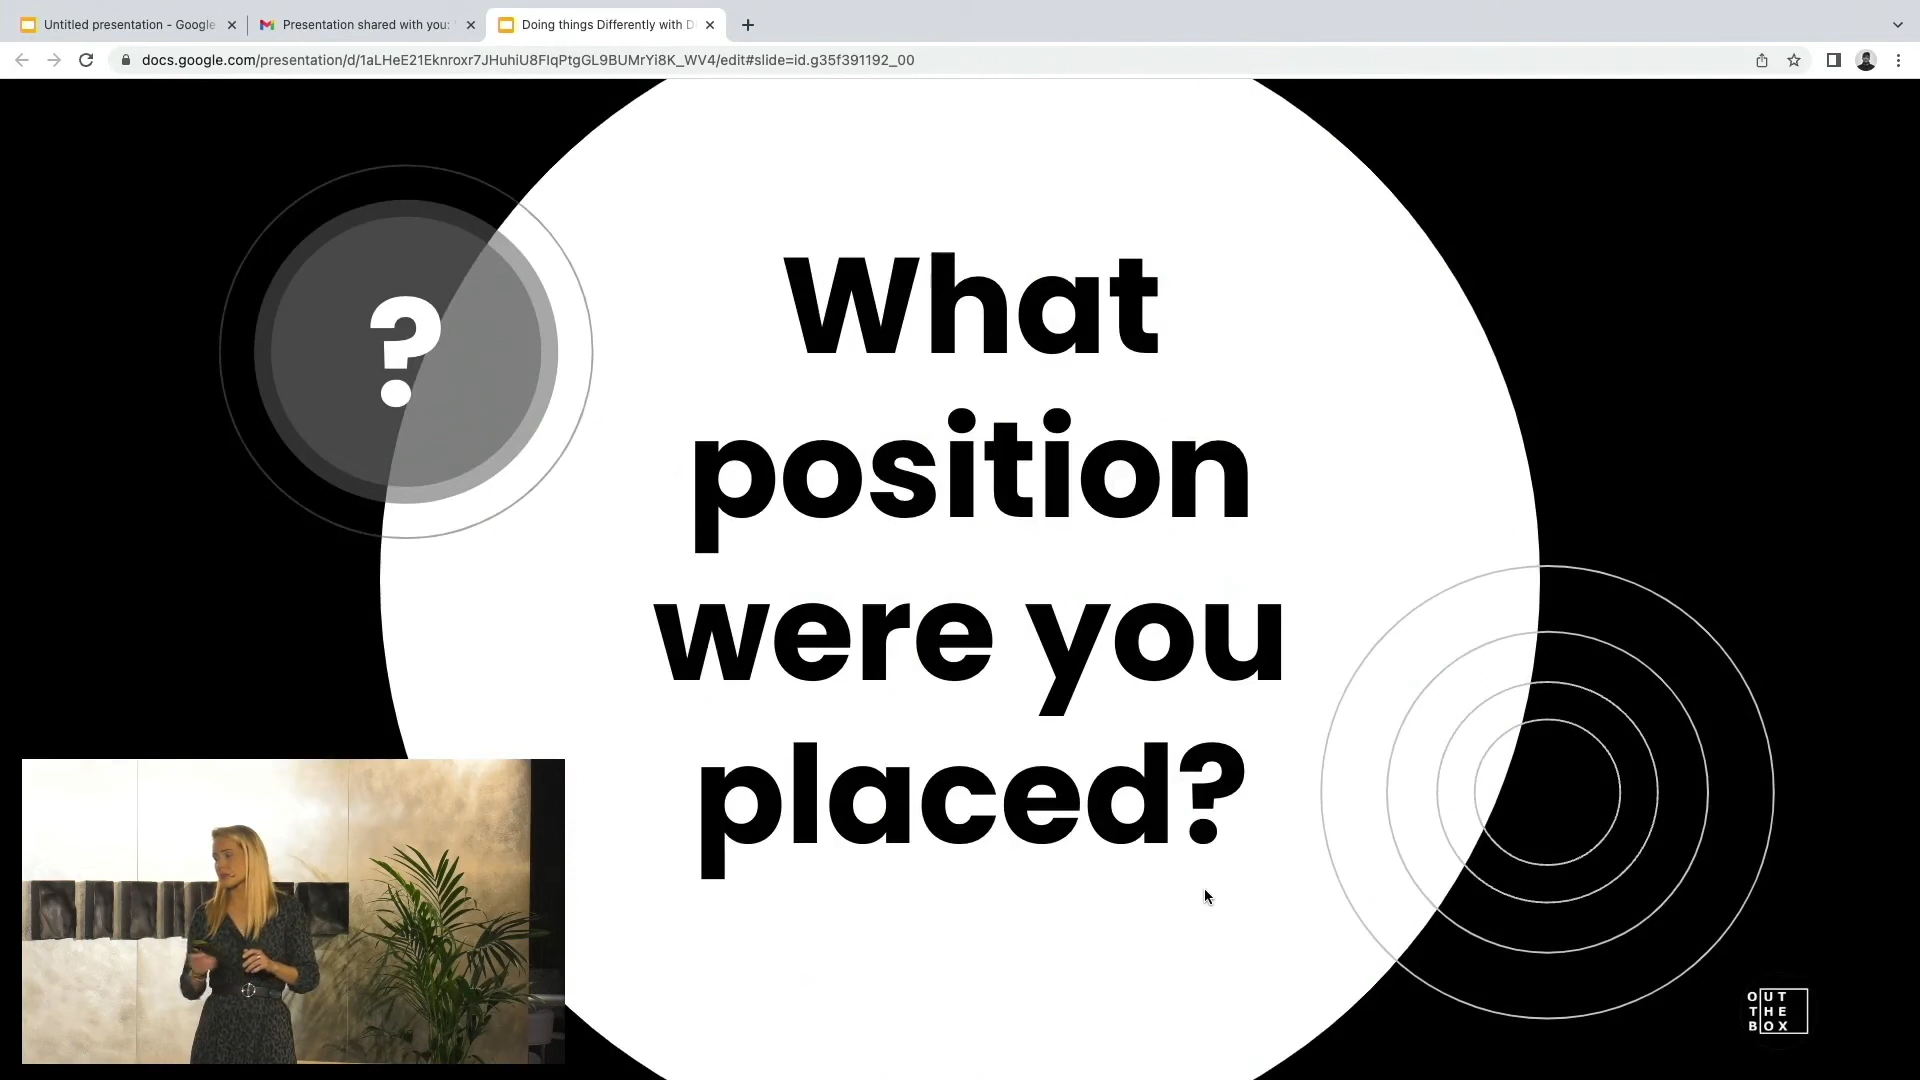 Untitled presentation - Google
Presentation shared with you:
Doing things Differently with D
docs.google.com/presentation/d/1aLHeE21Eknroxr7JHuhiU8FIqPtgGL9BUMrYi8K_WV4/edit#slide=id.g35f391192_00
?
What
position
were you
placed?
OUT
THE
BOX